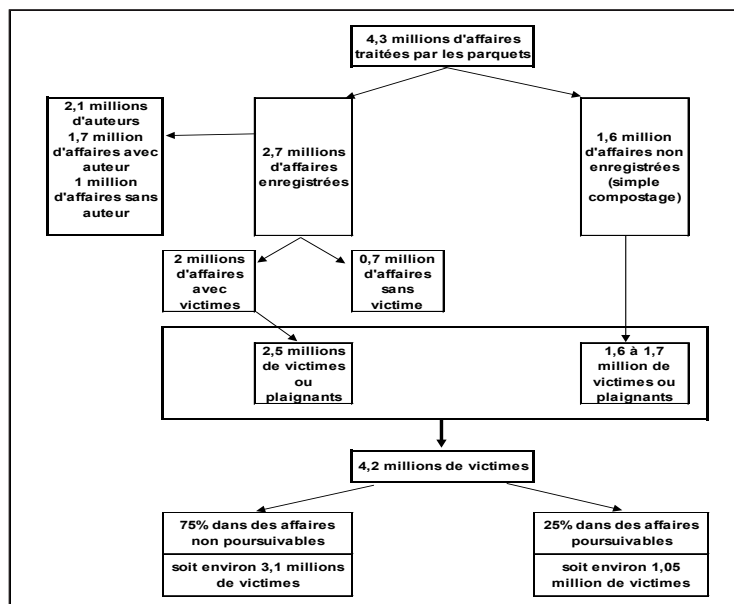 4,3 millions d'affaires
traitées par les parquets
2,1 millions
d'auteurs
1,7 million
d'affaires avec
auteur
1 million
d'affaires sans
auteur
2,7 millions
d'affaires
enregistrées
1,6 million
d'affaires non
enregistrées
(simple
compostage)
2 millions
d'affaires
avec
victimes
0,7 million
d'affaires
sans
victime
2,5 millions
de victimes
ou
plaignants
1,6 à 1,7
million de
victimes ou
plaignants
4,2 millions de victimes
75% dans des affaires
non poursuivables
soit environ 3,1 millions
de victimes
25% dans des affaires
poursuivables
soit environ 1,05
million de victimes